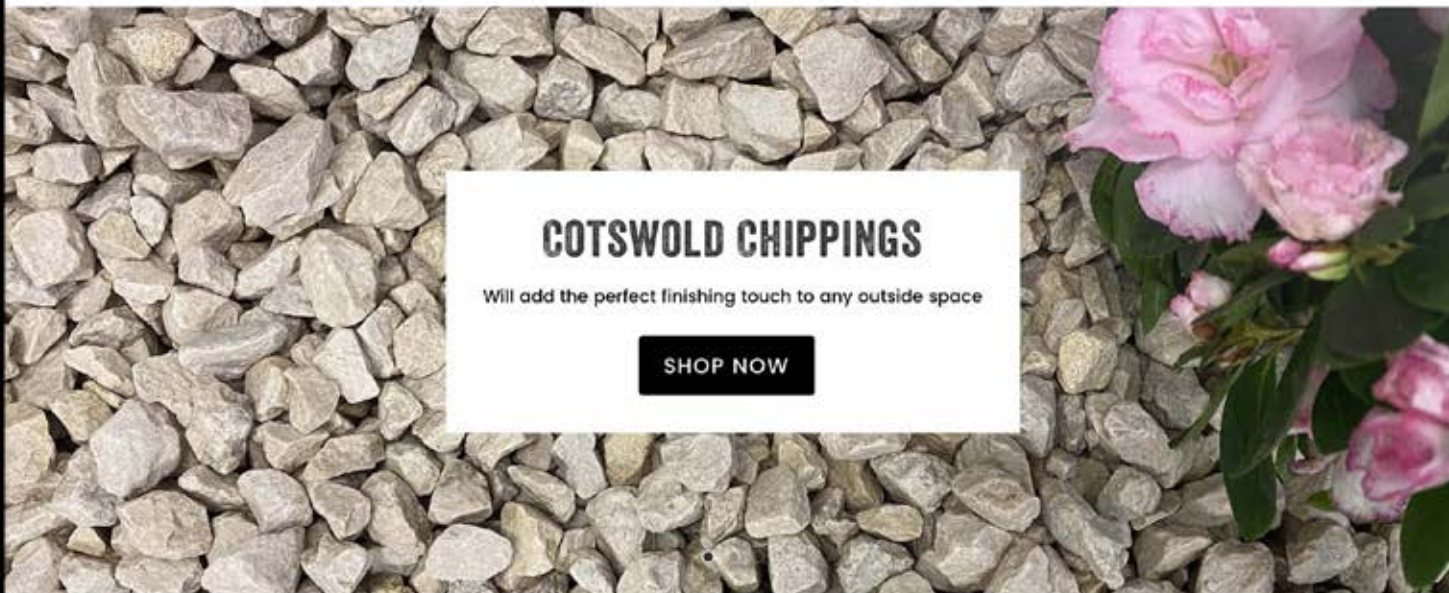 COTSWOLD CHIPPINGS
Will add the perfect finishing touch to any outside space
SHOP NOW